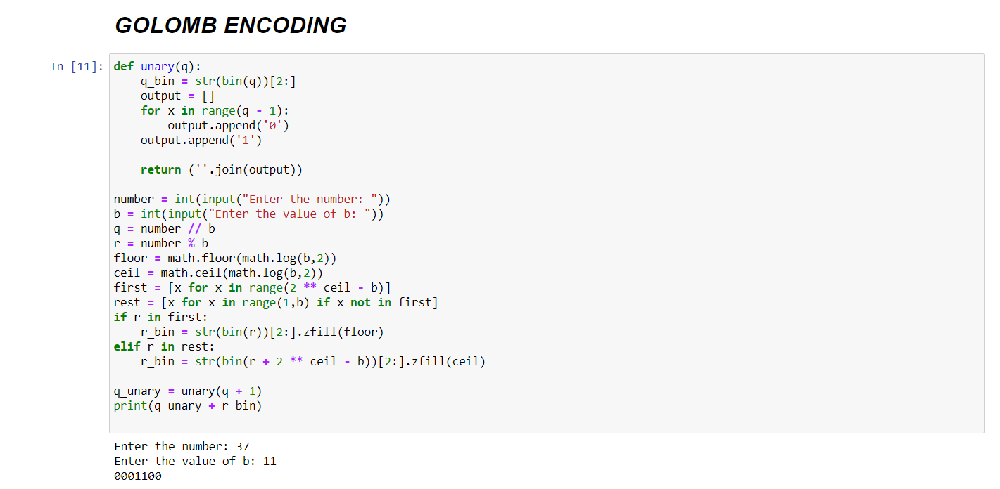 GOLOMB ENCODING
In [11]: def unary(q):
    q_bin = str(bin(q))[2:]
    output = []
    for x in range(q - 1):
        output.append('0')
    output.append('1')

    return (''.join(output))

number = int(input("Enter the number: "))
b = int(input("Enter the value of b: "))
q = number // b
r = number % b
floor = math.floor(math.log(b,2))
ceil = math.ceil(math.log(b,2))
first = [x for x in range(2 ** ceil - b)]
rest = [x for x in range(1,b) if x not in first]
if r in first:
    r_bin = str(bin(r))[2:].zfill(floor)
elif r in rest:
    r_bin = str(bin(r + 2 ** ceil - b))[2:].zfill(ceil)

q_unary = unary(q + 1)
print(q_unary + r_bin)

Enter the number: 37
Enter the value of b: 11
0001100